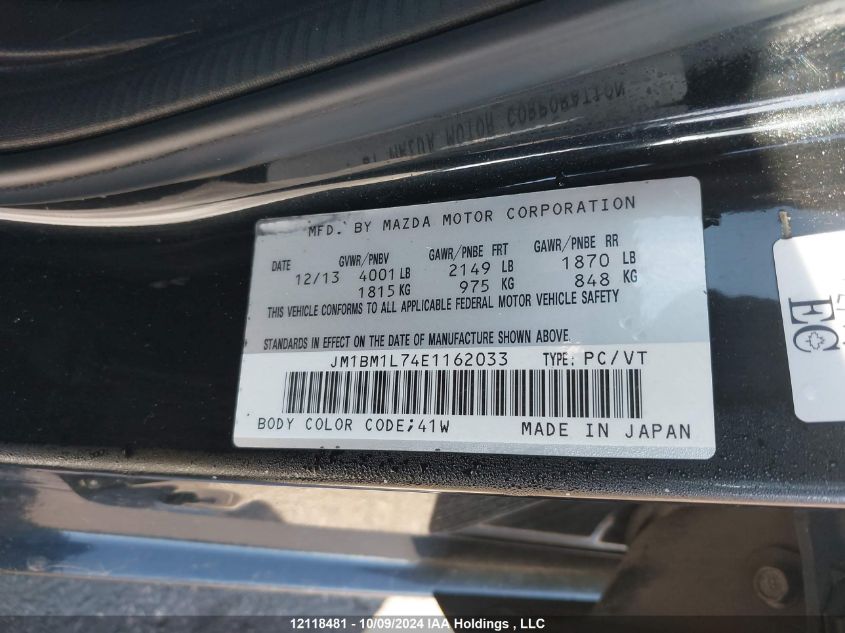 MFD. BY MAZDA MOTOR CORPORATION
DATE GVWR/PNBV GAWR/PNBE FRT GAWR/PNBE RR
12/13 4001 LB 2149 LB 1870 LB
1815 KG 975 KG 848 KG
THIS VEHICLE CONFORMS TO ALL APPLICABLE FEDERAL MOTOR VEHICLE SAFETY
STANDARDS IN EFFECT ON THE DATE OF MANUFACTURE SHOWN ABOVE.
JM1BM1L74E1162033 TYPE: PC/VT
BODY COLOR CODE;41W MADE IN JAPAN
EC
12118481 - 10/09/2024 IAA Holdings , LLC